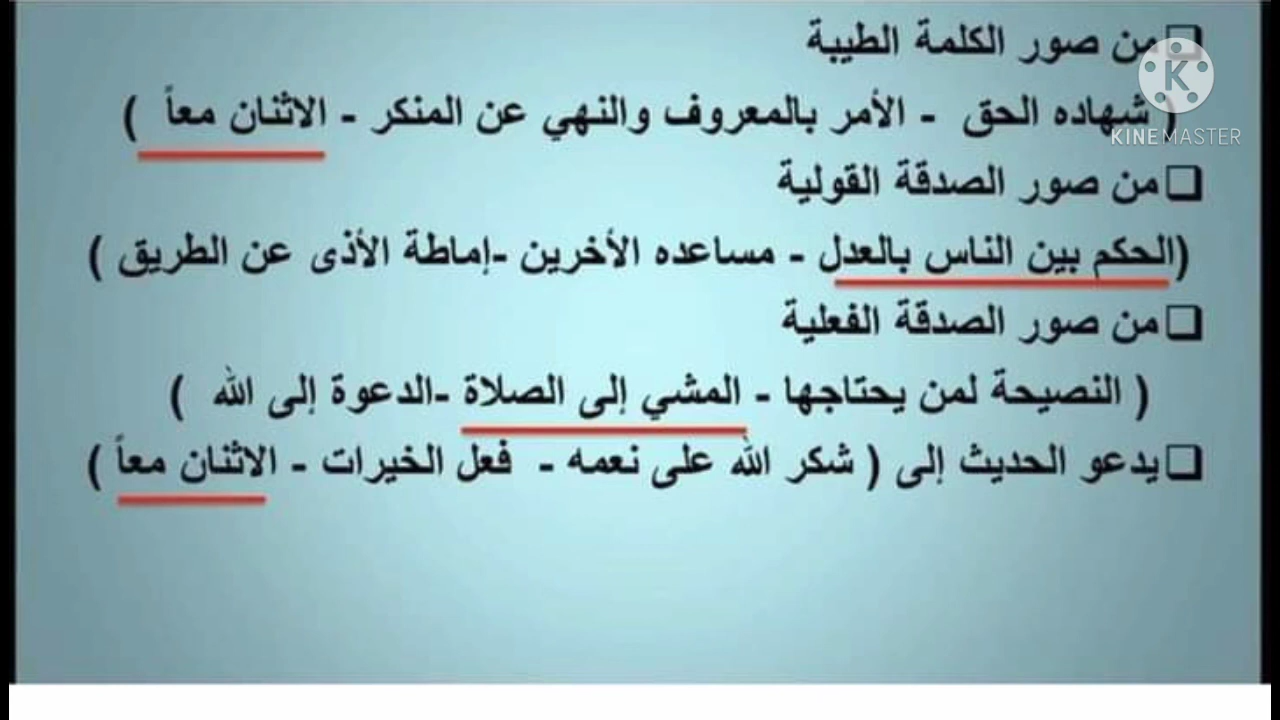 ❑من صور الكلمة الطيبة
( شهاده الحق - الأمر بالمعروف والنهي عن المنكر - الاثنان معاً )
❑من صور الصدقة القولية
(الحكم بين الناس بالعدل - مساعده الأخرين -إماطة الأذى عن الطريق )
❑من صور الصدقة الفعلية
( النصيحة لمن يحتاجها - المشي إلى الصلاة -الدعوة إلى الله )
❑يدعو الحديث إلى ( شكر الله على نعمه - فعل الخيرات - الاثنان معاً )
K
KINEMASTER